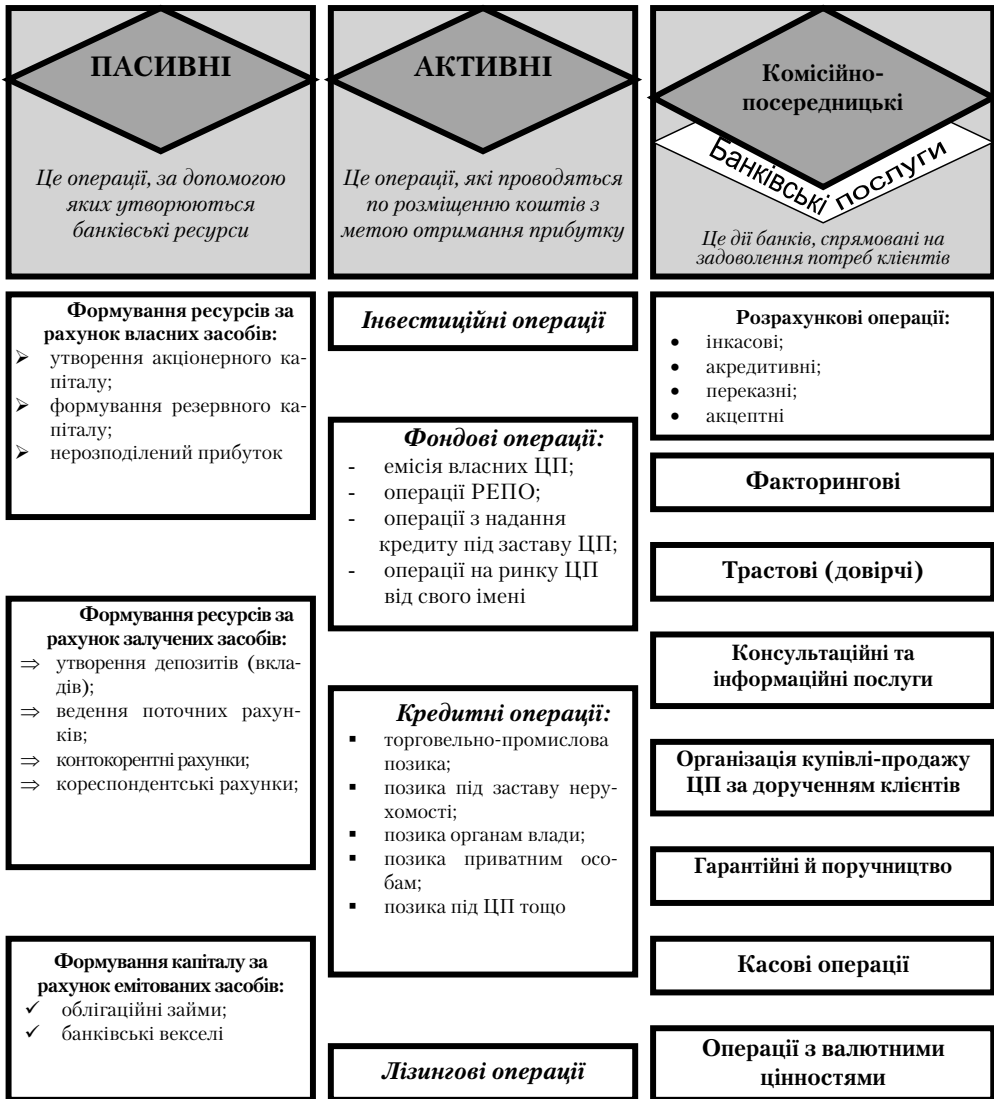 ПАСИВНІ
Це операції, за допомогою
яких утворюються
банківські ресурси
Формування ресурсів за
рахунок власних засобів:
➢ утворення акціонерного ка-
піталу;
➢ формування резервного ка-
піталу;
➢ нерозподілений прибуток
Формування ресурсів за
рахунок залучених засобів:
⇒ утворення депозитів (вкла-
дів);
⇒ ведення поточних рахун-
ків;
⇒ контокорентні рахунки;
⇒ кореспондентські рахунки;
Формування капіталу за
рахунок емітованих засобів:
✓ облігаційні займи;
✓ банківські векселі
АКТИВНІ
Це операції, які проводяться
по розміщенню коштів з
метою отримання прибутку
Інвестиційні операції
Фондові операції:
- емісія власних ЦП;
- операції РЕПО;
- операції з надання
кредиту під заставу ЦП;
- операції на ринку ЦП
від свого імені
Кредитні операції:
▪ торговельно-промислова
позика;
▪ позика під заставу неру-
хомості;
▪ позика органам влади;
▪ позика приватним осо-
бам;
▪ позика під ЦП тощо
Лізингові операції
Комісійно-
посередницькі
Банківські послуги
Це дії банків, спрямовані на
задоволення потреб клієнтів
Розрахункові операції:
• інкасові;
• акредитивні;
• переказні;
• акцептні
Факторингові
Трастові (довірчі)
Консультаційні та
інформаційні послуги
Організація купівлі-продажу
ЦП за дорученням клієнтів
Гарантійні й поручництво
Касові операції
Операції з валютними
цінностями